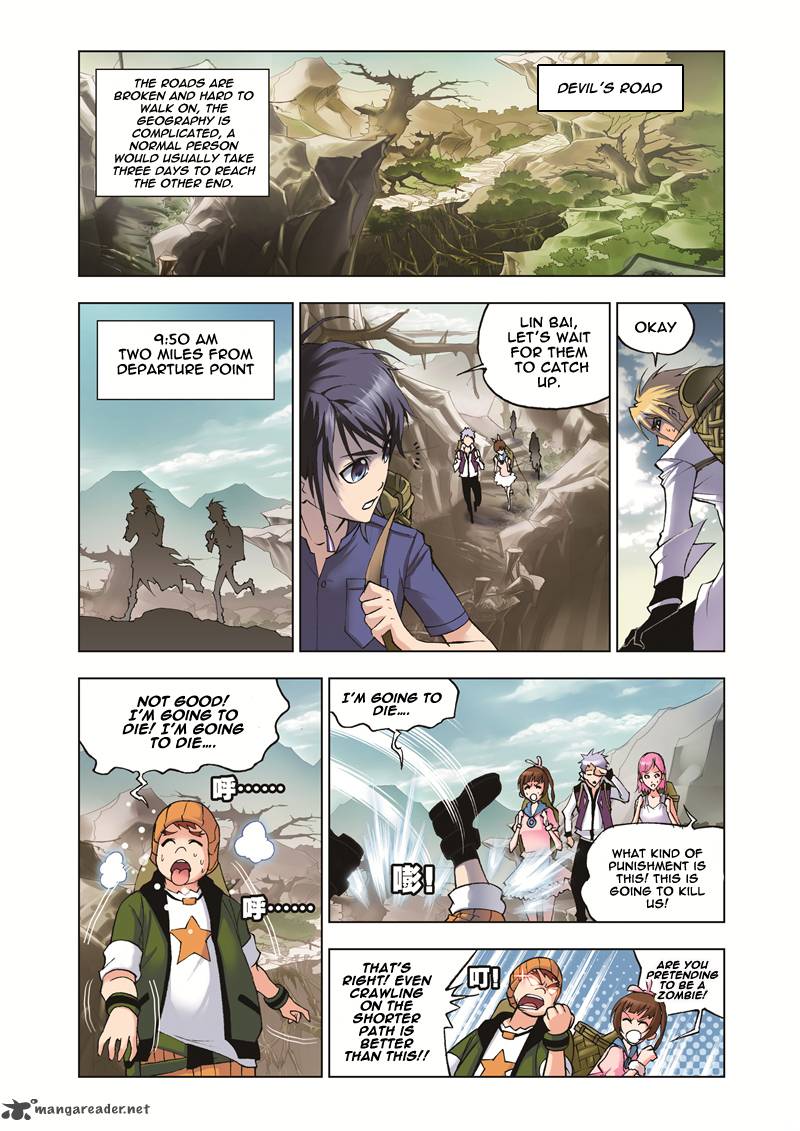 THE ROADS ARE
BROKEN AND HARD TO
WALK ON, THE
GEOGRAPHY IS
COMPLICATED, A
NORMAL PERSON
WOULD USUALLY TAKE
THREE DAYS TO REACH
THE OTHER END.
DEVIL'S ROAD
9:50 AM
TWO MILES FROM
DEPARTURE POINT
LIN BAI,
LET'S WAIT
FOR THEM
TO CATCH
UP.
OKAY
NOT GOOD!
I'M GOING TO
DIE! I'M GOING
TO DIE....
呼……
呼……
I'M GOING TO
DIE....
嘭!
WHAT KIND OF
PUNISHMENT IS
THIS! THIS IS
GOING TO KILL
US!
THAT'S
RIGHT! EVEN
CRAWLING
ON THE
SHORTER
PATH IS
BETTER
THAN THIS!!
叮!
ARE YOU
PRETENDING
TO BE A
ZOMBIE!
mangareader.net